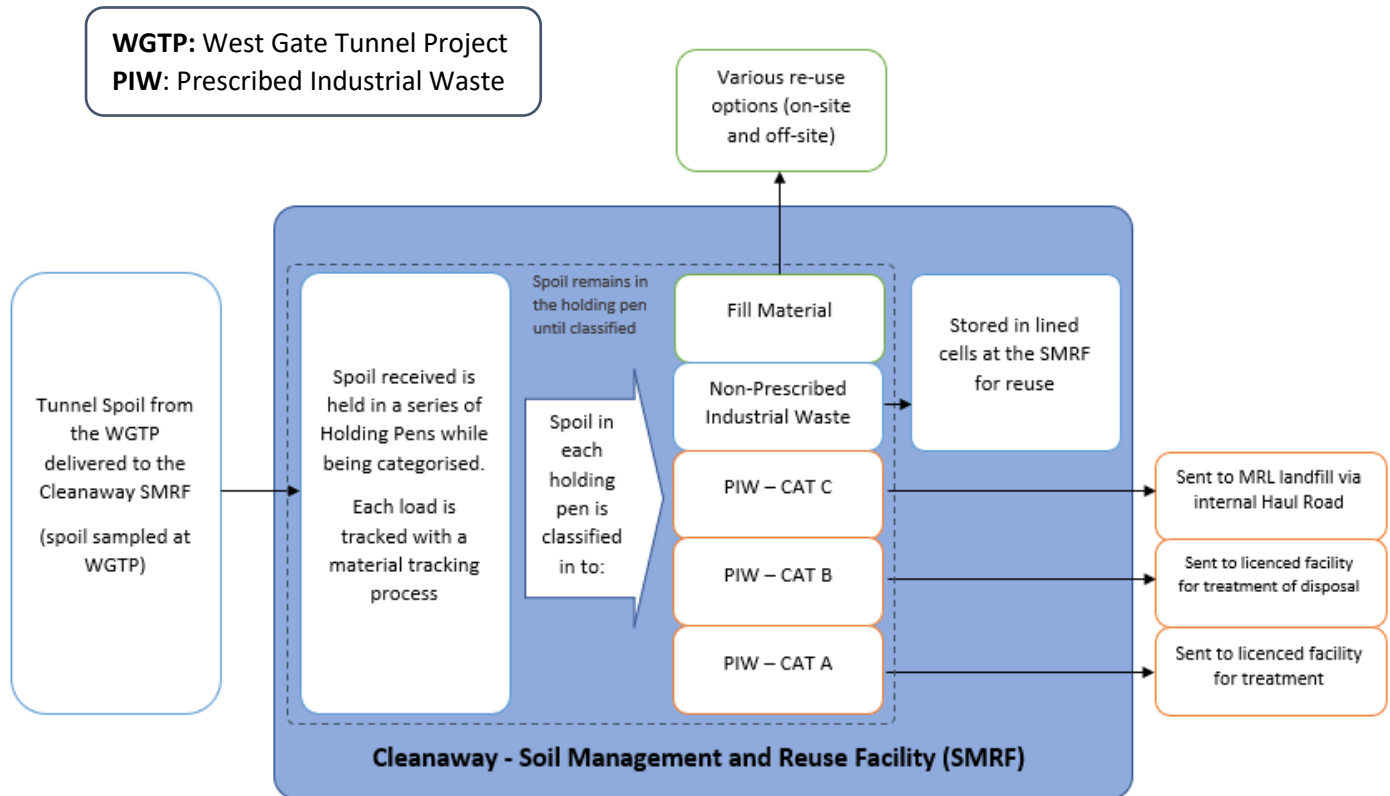 WGTP: West Gate Tunnel Project
PIW: Prescribed Industrial Waste
Various re-use
options (on-site
and off-site)
Tunnel Spoil from
the WGTP
delivered to the
Cleanaway SMRF
(spoil sampled at
WGTP)
Spoil received is
held in a series of
Holding Pens while
being categorised.
Each load is
tracked with a
material tracking
process
Spoil remains in
the holding pen
until classified
Spoil in
each
holding
pen is
classified
in to:
Fill Material
Non-Prescribed
Industrial Waste
PIW – CAT C
PIW – CAT B
PIW – CAT A
Stored in lined
cells at the SMRF
for reuse
Sent to MRL landfill via
internal Haul Road
Sent to licenced facility
for treatment of disposal
Sent to licenced facility
for treatment
Cleanaway - Soil Management and Reuse Facility (SMRF)